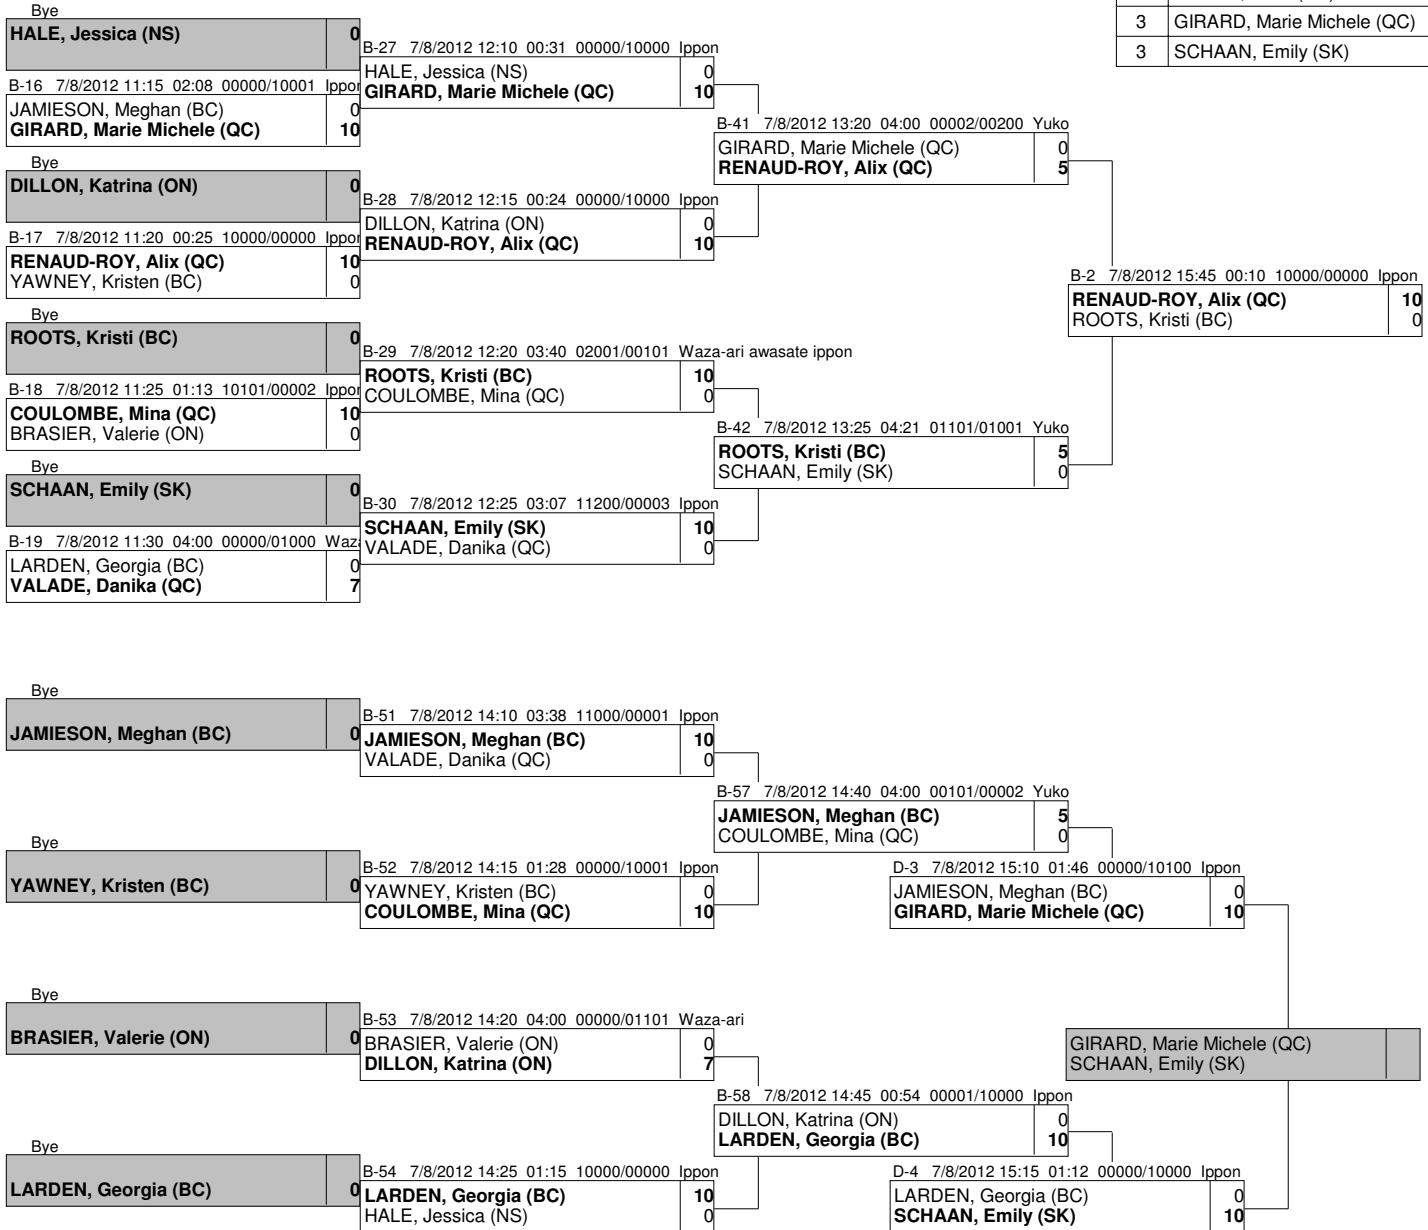 3 GIRARD, Marie Michele (QC)
3 SCHAAN, Emily (SK)
Bye
HALE, Jessica (NS) 0
B-16 7/8/2012 11:15 02:08 00000/10001 Ippon
JAMIESON, Meghan (BC) 0
GIRARD, Marie Michele (QC) 10
Bye
DILLON, Katrina (ON) 0
B-17 7/8/2012 11:20 00:25 10000/00000 Ippon
RENAUD-ROY, Alix (QC) 10
YAWNEY, Kristen (BC) 0
Bye
ROOTS, Kristi (BC) 0
B-18 7/8/2012 11:25 01:13 10101/00002 Ippon
COULOMBE, Mina (QC) 10
BRASIER, Valerie (ON) 0
Bye
SCHAAN, Emily (SK) 0
B-19 7/8/2012 11:30 04:00 00000/01000 Waza
LARDEN, Georgia (BC) 0
VALADE, Danika (QC) 7
B-27 7/8/2012 12:10 00:31 00000/10000 Ippon
HALE, Jessica (NS) 0
GIRARD, Marie Michele (QC) 10
B-28 7/8/2012 12:15 00:24 00000/10000 Ippon
DILLON, Katrina (ON) 0
RENAUD-ROY, Alix (QC) 10
B-29 7/8/2012 12:20 03:40 02001/00101 Waza-ari awasate ippon
ROOTS, Kristi (BC) 10
COULOMBE, Mina (QC) 0
B-30 7/8/2012 12:25 03:07 11200/00003 Ippon
SCHAAN, Emily (SK) 10
VALADE, Danika (QC) 0
B-41 7/8/2012 13:20 04:00 00002/00200 Yuko
GIRARD, Marie Michele (QC) 0
RENAUD-ROY, Alix (QC) 5
B-42 7/8/2012 13:25 04:21 01101/01001 Yuko
ROOTS, Kristi (BC) 5
SCHAAN, Emily (SK) 0
B-2 7/8/2012 15:45 00:10 10000/00000 Ippon
RENAUD-ROY, Alix (QC) 10
ROOTS, Kristi (BC) 0
Bye
JAMIESON, Meghan (BC) 0
Bye
YAWNEY, Kristen (BC) 0
Bye
BRASIER, Valerie (ON) 0
Bye
LARDEN, Georgia (BC) 0
B-51 7/8/2012 14:10 03:38 11000/00001 Ippon
JAMIESON, Meghan (BC) 10
VALADE, Danika (QC) 0
B-52 7/8/2012 14:15 01:28 00000/10001 Ippon
YAWNEY, Kristen (BC) 0
COULOMBE, Mina (QC) 10
B-53 7/8/2012 14:20 04:00 00000/01101 Waza-ari
BRASIER, Valerie (ON) 0
DILLON, Katrina (ON) 7
B-54 7/8/2012 14:25 01:15 10000/00000 Ippon
LARDEN, Georgia (BC) 10
HALE, Jessica (NS) 0
B-57 7/8/2012 14:40 04:00 00101/00002 Yuko
JAMIESON, Meghan (BC) 5
COULOMBE, Mina (QC) 0
B-58 7/8/2012 14:45 00:54 00001/10000 Ippon
DILLON, Katrina (ON) 0
LARDEN, Georgia (BC) 10
D-3 7/8/2012 15:10 01:46 00000/10100 Ippon
JAMIESON, Meghan (BC) 0
GIRARD, Marie Michele (QC) 10
D-4 7/8/2012 15:15 01:12 00000/10000 Ippon
LARDEN, Georgia (BC) 0
SCHAAN, Emily (SK) 10
GIRARD, Marie Michele (QC)
SCHAAN, Emily (SK)